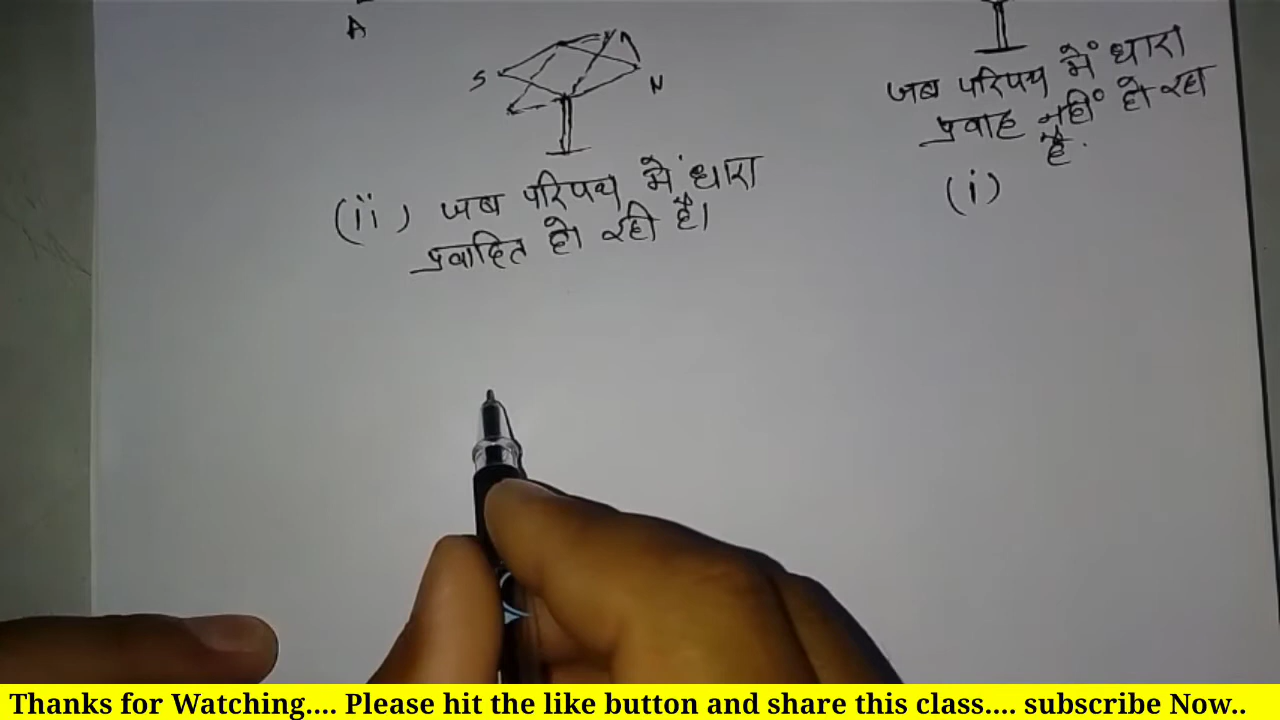 A
S
N
(ii) जब परिपथ में धारा
प्रवाहित हो रही है।
जब परिपथ में धारा
प्रवाह नहीं हो रहा
है.
(i)
Thanks for Watching.... Please hit the like button and share this class.... subscribe Now..